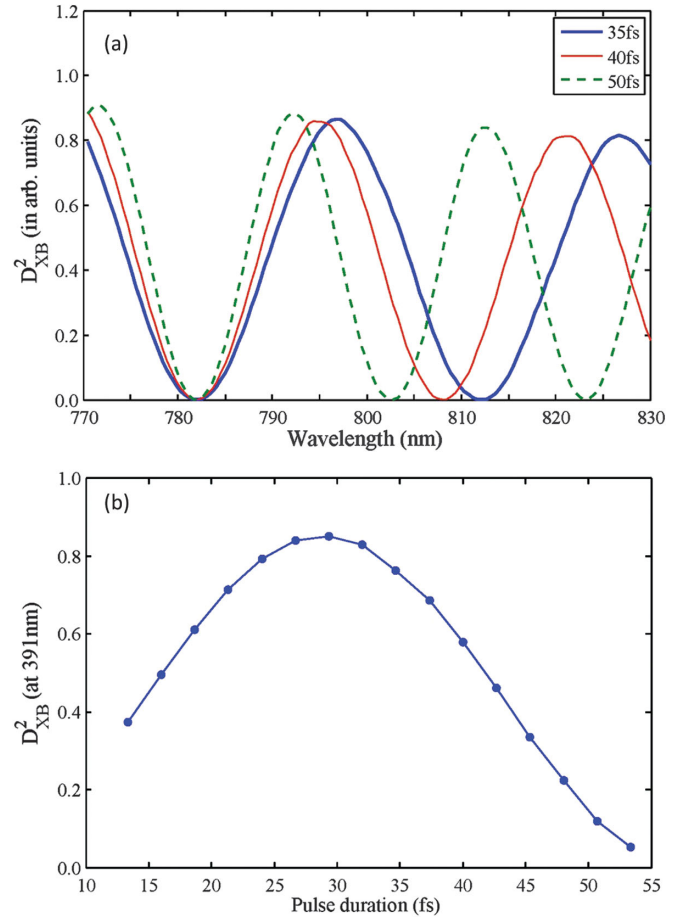 (a)
35fs
40fs
50fs
1.2
1.0
0.8
0.6
0.4
0.2
0.0
D²XB (in arb. units)
770 780 790 800 810 820 830
Wavelength (nm)
(b)
1.0
0.8
0.6
0.4
0.2
0.0
D²XB (at 391nm)
10 15 20 25 30 35 40 45 50 55
Pulse duration (fs)